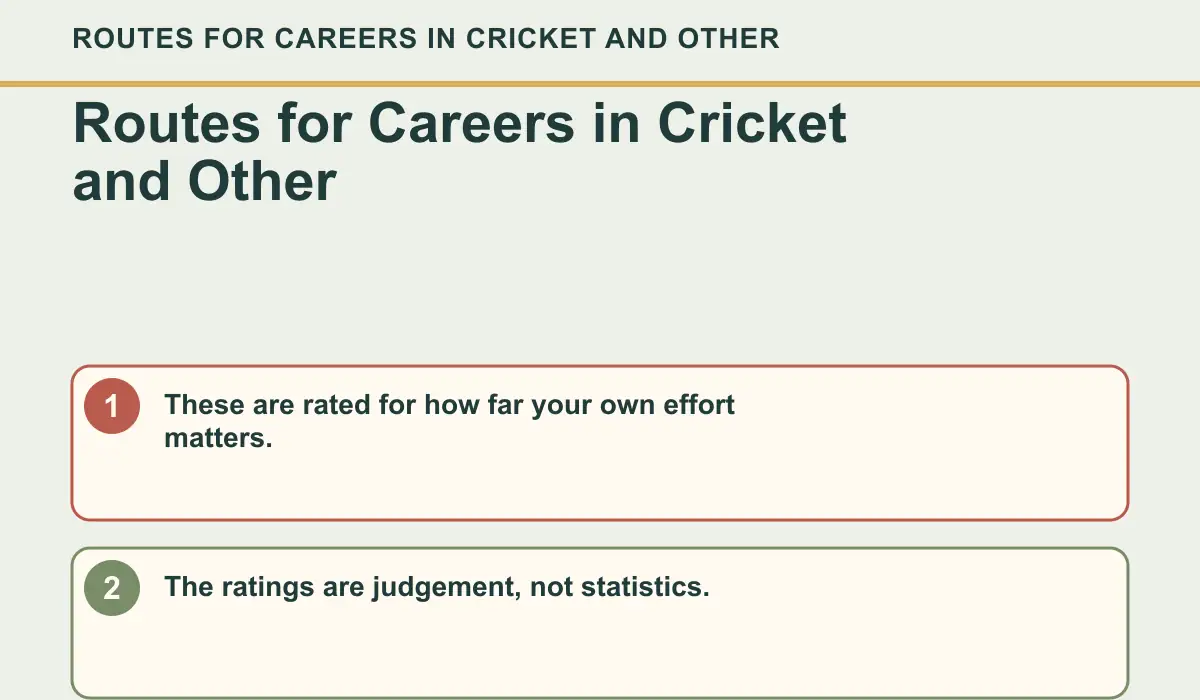 ROUTES FOR CAREERS IN CRICKET AND OTHER
Routes for Careers in Cricket
and Other
1
These are rated for how far your own effort
matters.
2
The ratings are judgement, not statistics.